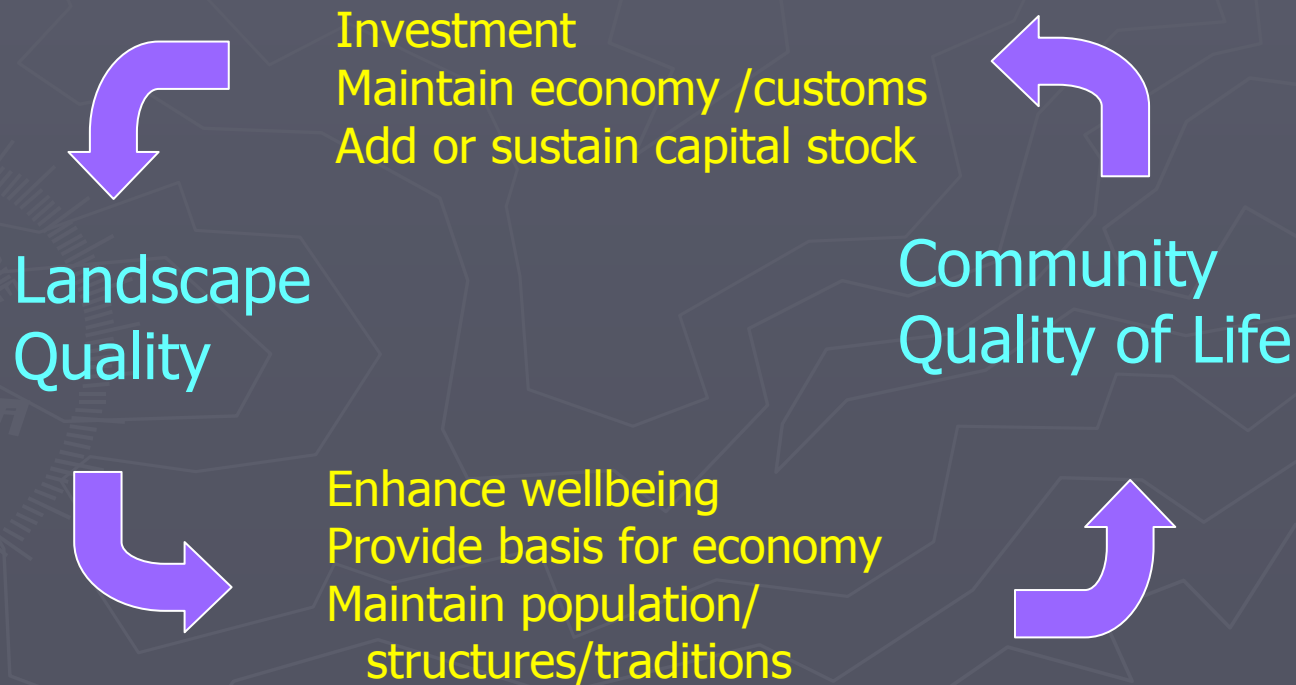 Investment
Maintain economy /customs
Add or sustain capital stock
Landscape
Quality
Community
Quality of Life
Enhance wellbeing
Provide basis for economy
Maintain population/
structures/traditions